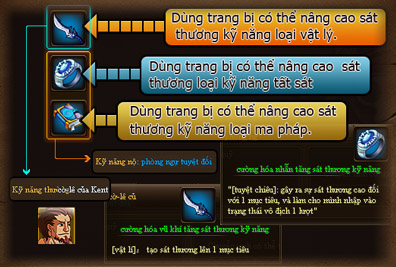 Dùng trang bị có thể nâng cao sát
thương kỹ năng loại vật lý.
Dùng trang bị có thể nâng cao sát
thương loại kỹ năng tất sát
Dùng trang bị có thể nâng cao sát
thương kỹ năng loại ma pháp.
Kỹ năng nộ: phòng ngự tuyệt đối
cường hóa nhẫn tăng sát thương kỹ năng
"[tuyệt chiêu]: gây ra sự sát thương cao đối
với 1 mục tiêu, và làm cho mình nhập vào
trạng thái vô địch 1 lượt"
Kỹ năng của Kent
cường hóa vũ khí tăng sát thương kỹ năng
[vật lí]: tạo sát thương lên 1 mục tiêu